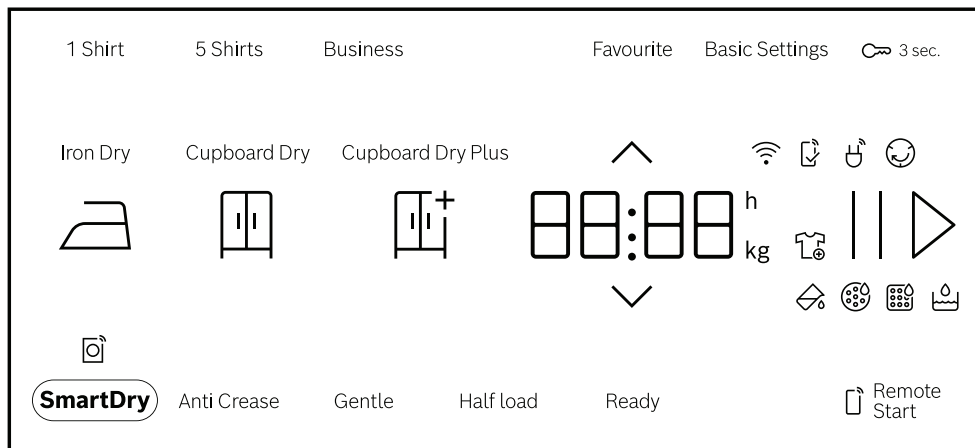 1 Shirt 5 Shirts Business Favourite Basic Settings 3 sec.
Iron Dry Cupboard Dry Cupboard Dry Plus
88:88 h
kg
SmartDry Anti Crease Gentle Half load Ready Remote
Start